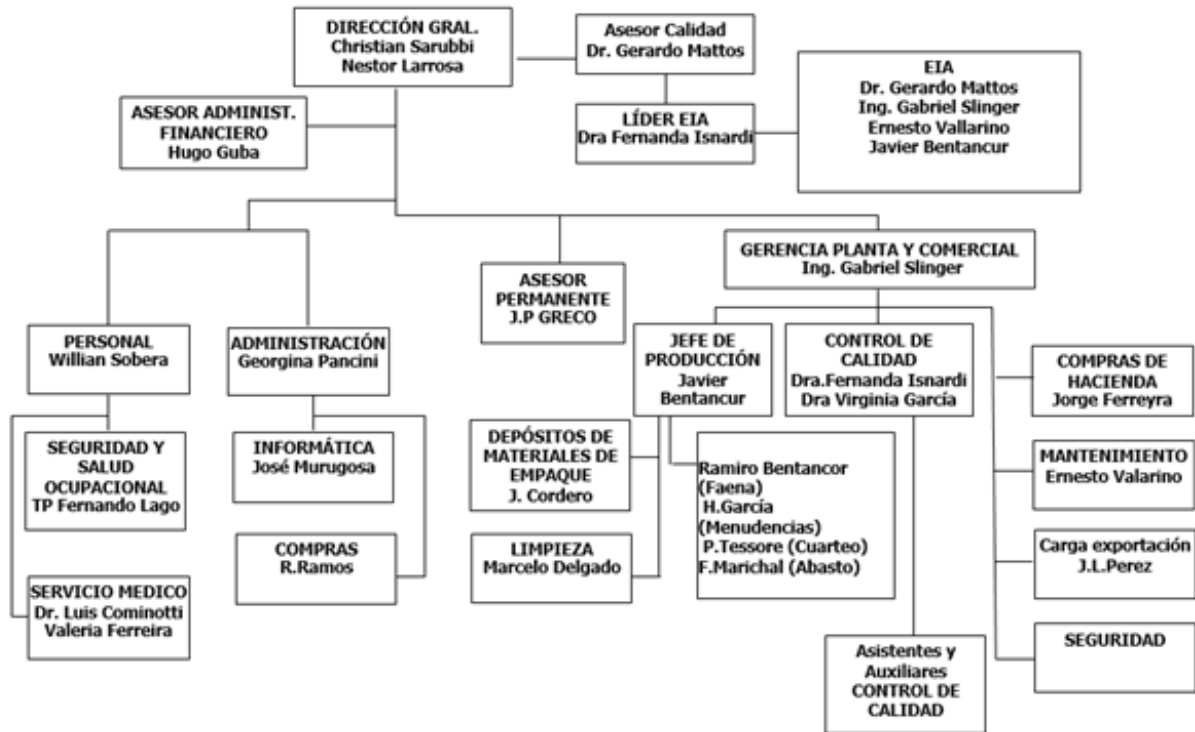 DIRECCIÓN GRAL.
Christian Sarubbi
Nestor Larrosa
Asesor Calidad
Dr. Gerardo Mattos
EIA
Dr. Gerardo Mattos
Ing. Gabriel Slinger
Ernesto Vallarino
Javier Bentancur
ASESOR ADMINIST.
FINANCIERO
Hugo Guba
LÍDER EIA
Dra Fernanda Isnardi
GERENCIA PLANTA Y COMERCIAL
Ing. Gabriel Slinger
ASESOR
PERMANENTE
J.P GRECO
PERSONAL
Willian Sobera
ADMINISTRACIÓN
Georgina Pancini
JEFE DE
PRODUCCIÓN
Javier
Bentancur
CONTROL DE
CALIDAD
Dra.Fernanda Isnardi
Dra Virginia García
COMPRAS DE
HACIENDA
Jorge Ferreyra
SEGURIDAD Y
SALUD
OCUPACIONAL
TP Fernando Lago
INFORMÁTICA
José Murugosa
DEPÓSITOS DE
MATERIALES DE
EMPAQUE
J. Cordero
Ramiro Bentancor
(Faena)
H.García
(Menudencias)
P.Tessore (Cuarteo)
F.Marichal (Abasto)
MANTENIMIENTO
Ernesto Valarino
COMPRAS
R.Ramos
LIMPIEZA
Marcelo Delgado
Carga exportación
J.L.Perez
SERVICIO MEDICO
Dr. Luis Cominotti
Valeria Ferreira
Asistentes y
Auxiliares
CONTROL DE
CALIDAD
SEGURIDAD